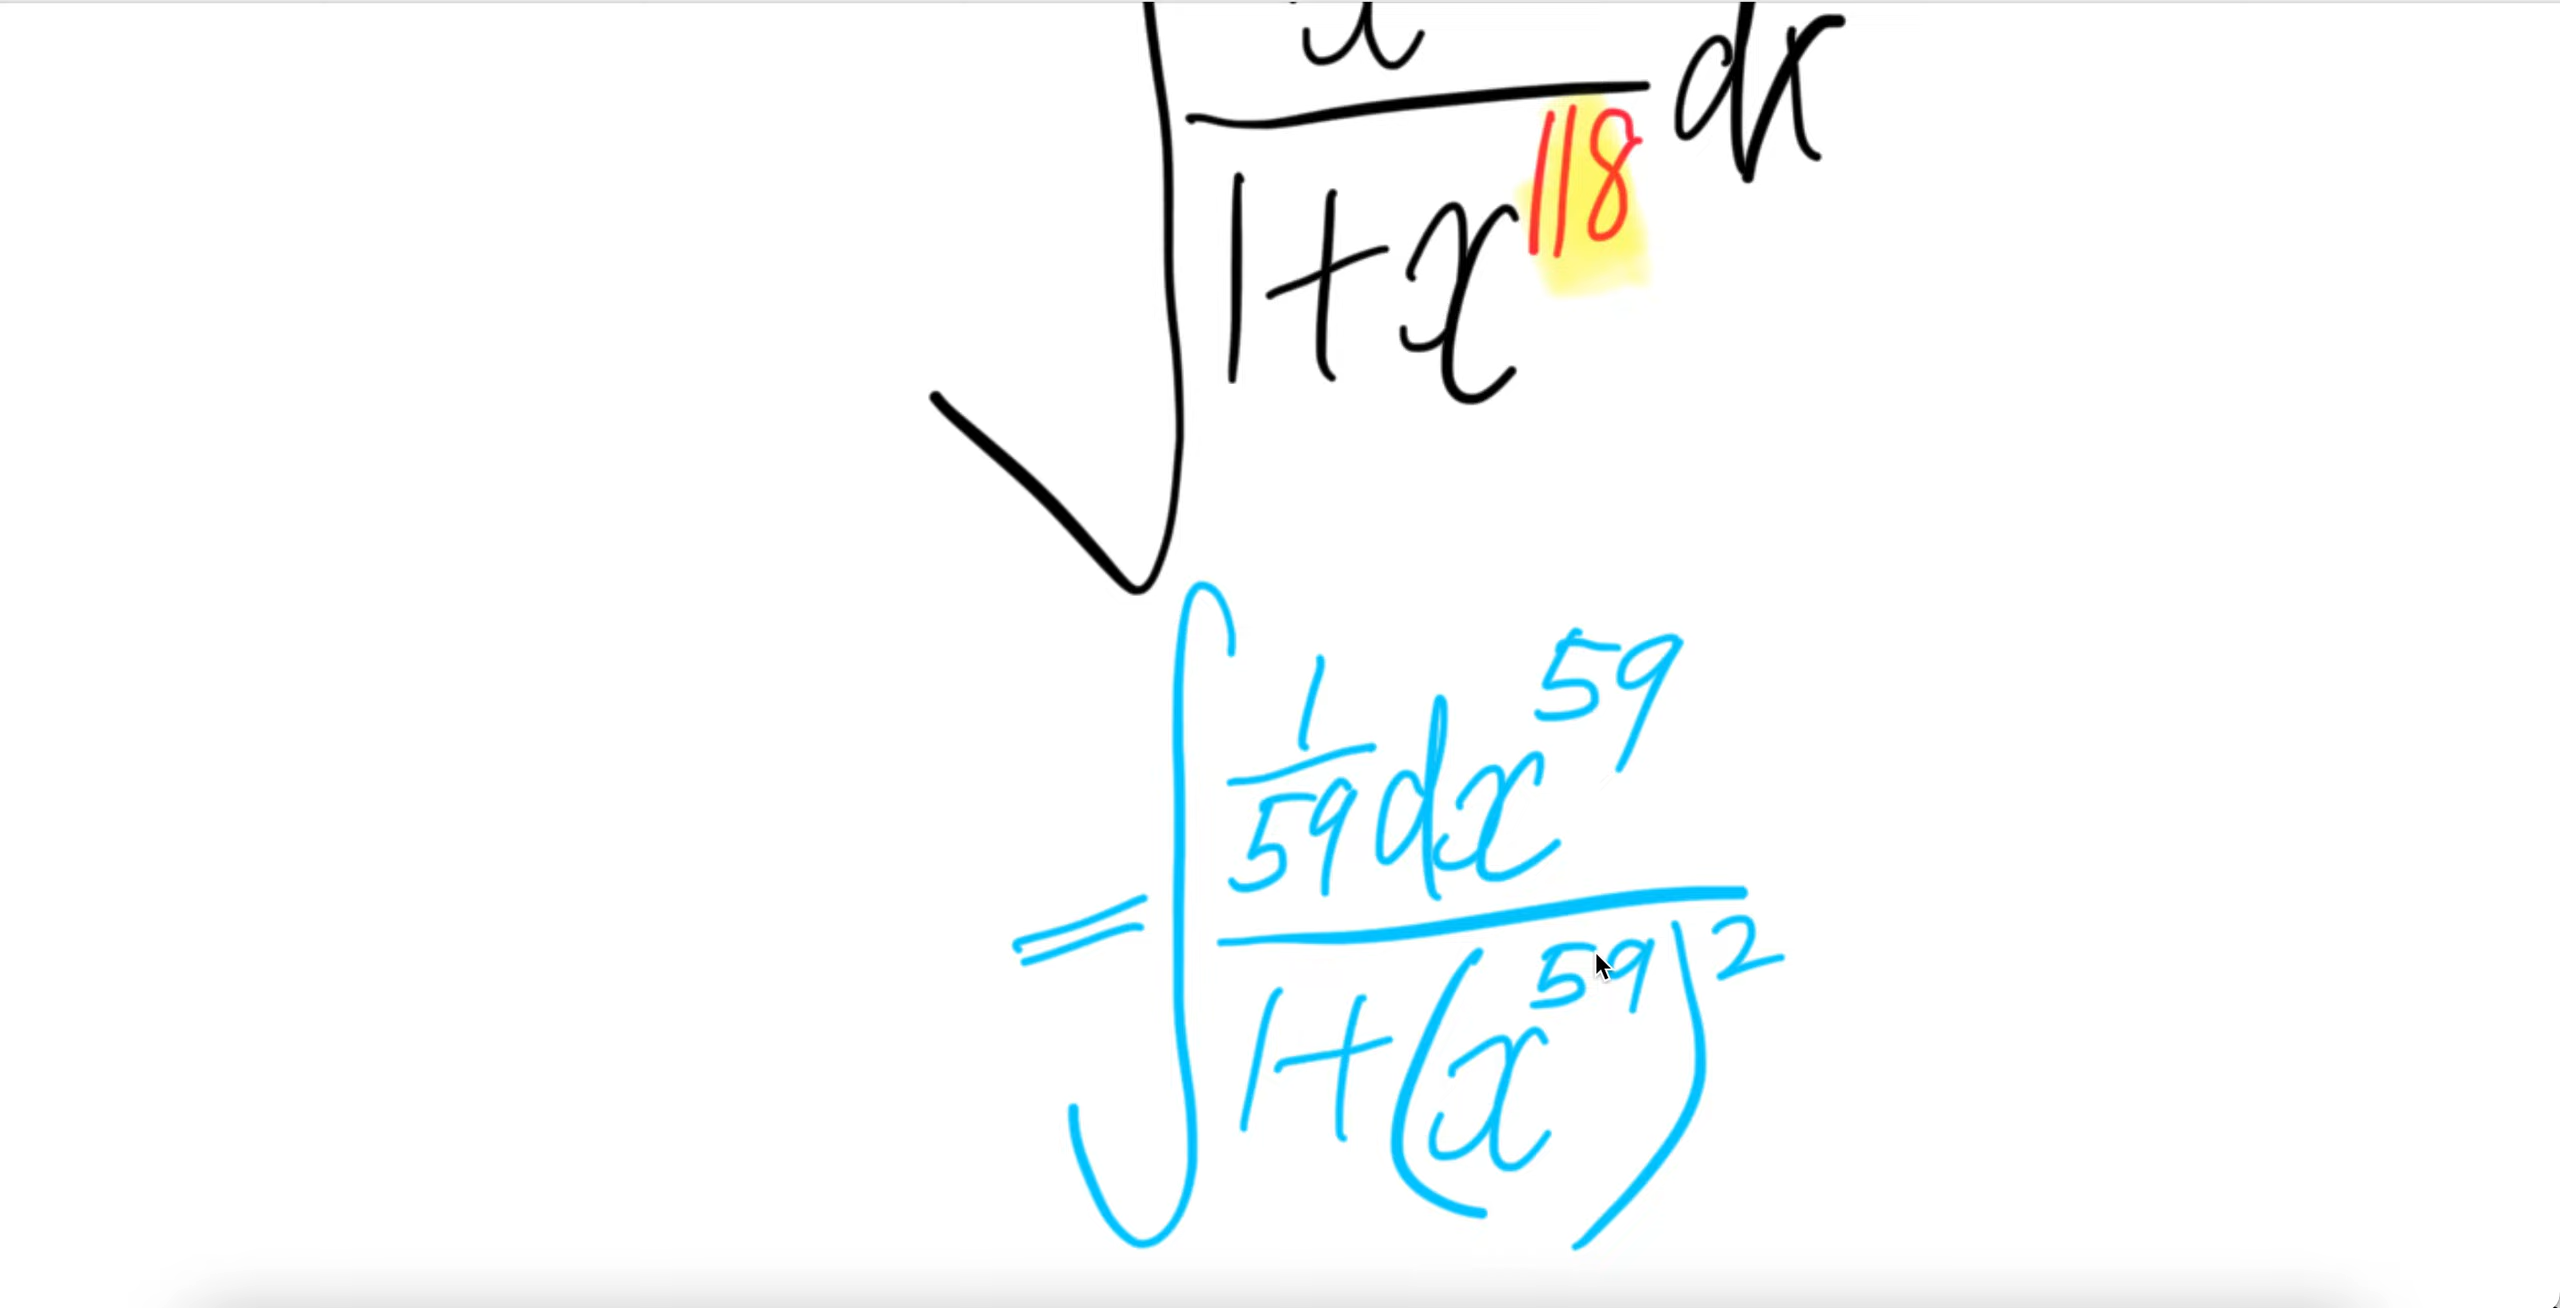 ∫ x / (1+x^118) dx
= ∫ (1/59 dx^59) / (1+(x^59)^2)